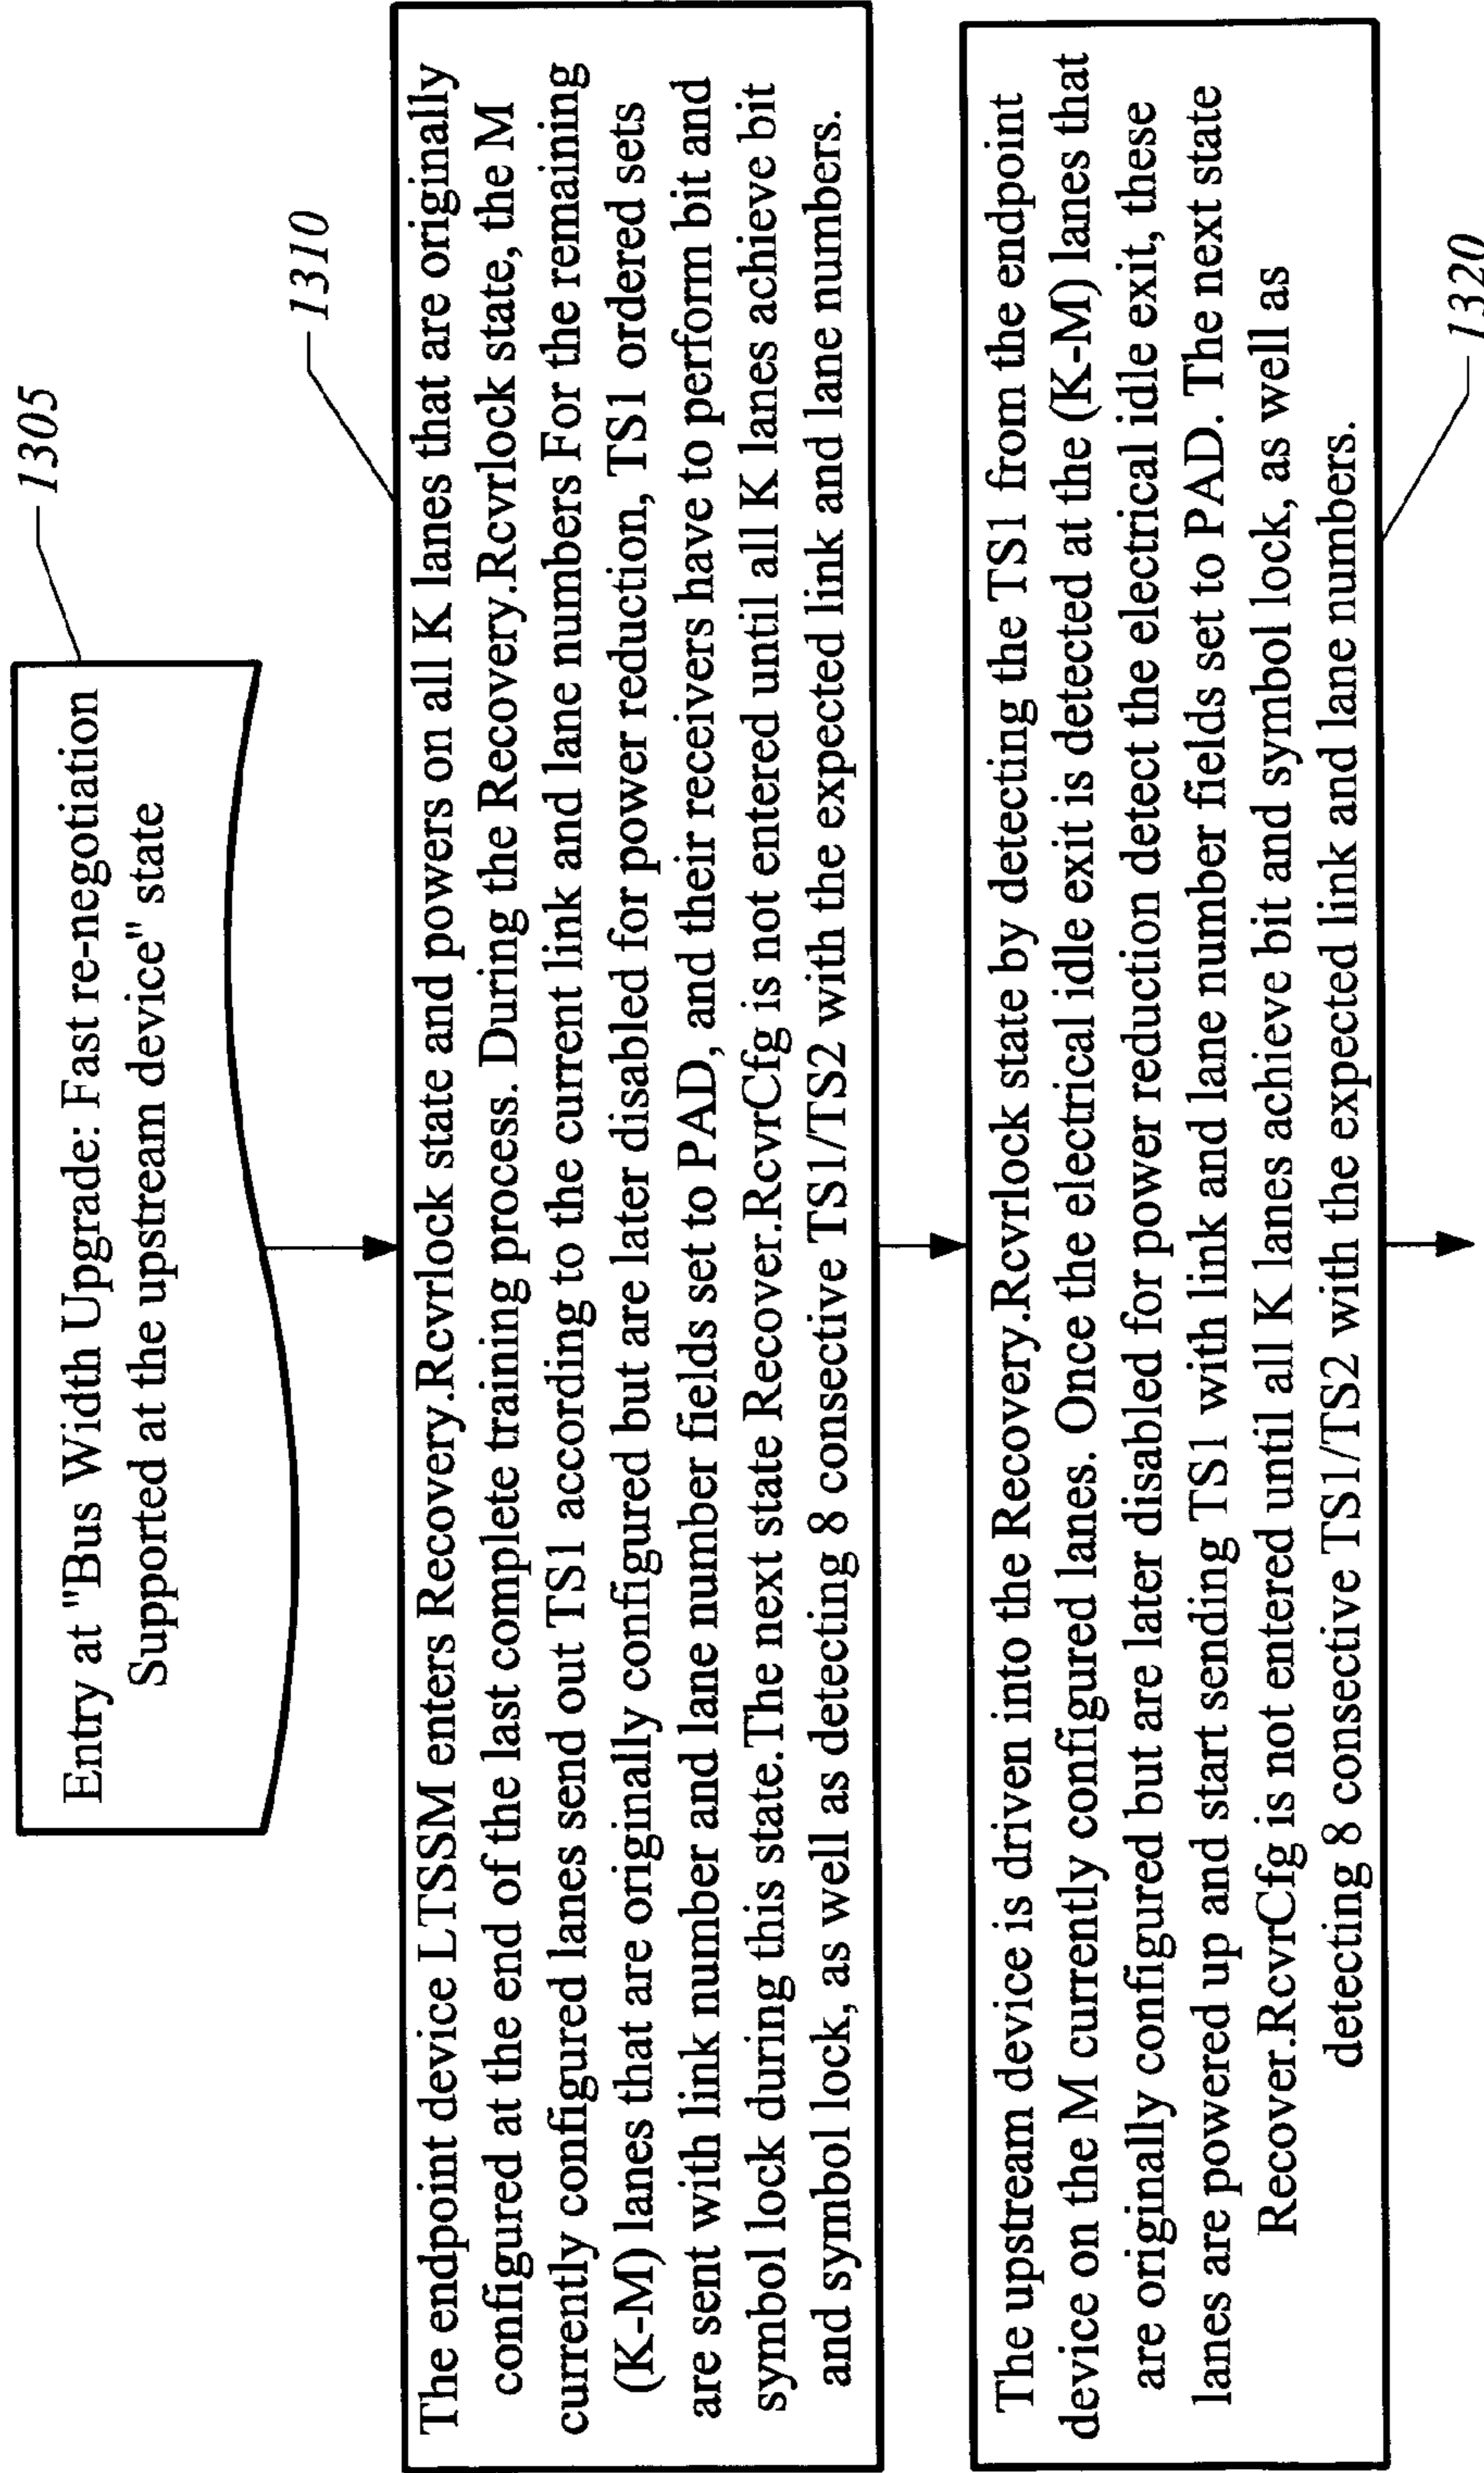 Entry at "Bus Width Upgrade: Fast re-negotiation
Supported at the upstream device" state
1305
The endpoint device LTSSM enters Recovery.Rcvrlock state and powers on all K lanes that are originally
configured at the end of the last complete training process. During the Recovery.Rcvrlock state, the M
currently configured lanes send out TS1 according to the current link and lane numbers For the remaining
(K-M) lanes that are originally configured but are later disabled for power reduction, TS1 ordered sets
are sent with link number and lane number fields set to PAD, and their receivers have to perform bit and
symbol lock during this state.The next state Recover.RcvrCfg is not entered until all K lanes achieve bit
and symbol lock, as well as detecting 8 consective TS1/TS2 with the expected link and lane numbers.
1310
The upstream device is driven into the Recovery.Rcvrlock state by detecting the TS1 from the endpoint
device on the M currently configured lanes. Once the electrical idle exit is detected at the (K-M) lanes that
are originally configured but are later disabled for power reduction detect the electrical idle exit, these
lanes are powered up and start sending TS1 with link and lane number fields set to PAD. The next state
Recover.RcvrCfg is not entered until all K lanes achieve bit and symbol lock, as well as
detecting 8 consective TS1/TS2 with the expected link and lane numbers.
1320